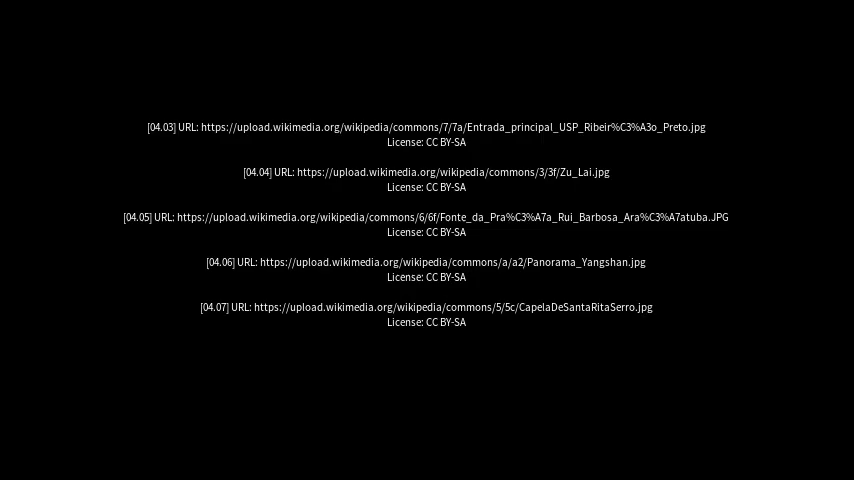 [04.03] URL: https://upload.wikimedia.org/wikipedia/commons/7/7a/Entrada_principal_USP_Ribeir%C3%A3o_Preto.jpg
License: CC BY-SA
[04.04] URL: https://upload.wikimedia.org/wikipedia/commons/3/3f/Zu_Lai.jpg
License: CC BY-SA
[04.05] URL: https://upload.wikimedia.org/wikipedia/commons/6/6f/Fonte_da_Pra%C3%A7a_Rui_Barbosa_Ara%C3%A7atuba.JPG
License: CC BY-SA
[04.06] URL: https://upload.wikimedia.org/wikipedia/commons/a/a2/Panorama_Yangshan.jpg
License: CC BY-SA
[04.07] URL: https://upload.wikimedia.org/wikipedia/commons/5/5c/CapelaDeSantaRitaSerro.jpg
License: CC BY-SA